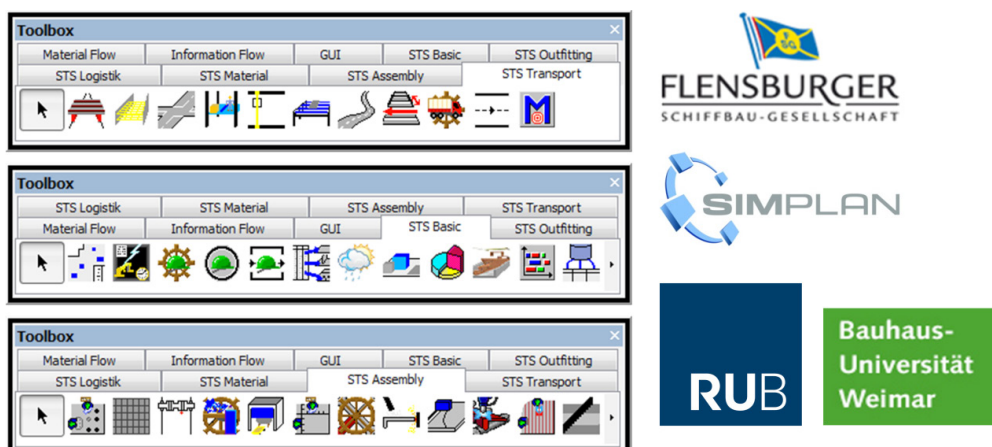 Toolbox
Material Flow Information Flow GUI STS Basic STS Outfitting
STS Logistik STS Material STS Assembly STS Transport
M
Toolbox
STS Logistik STS Material STS Assembly STS Transport
Material Flow Information Flow GUI STS Basic STS Outfitting
Toolbox
Material Flow Information Flow GUI STS Basic STS Outfitting
STS Logistik STS Material STS Assembly STS Transport
F
S G
FLENSBURGER
SCHIFFBAU-GESELLSCHAFT
SIMPLAN
RUB
Bauhaus-
Universität
Weimar